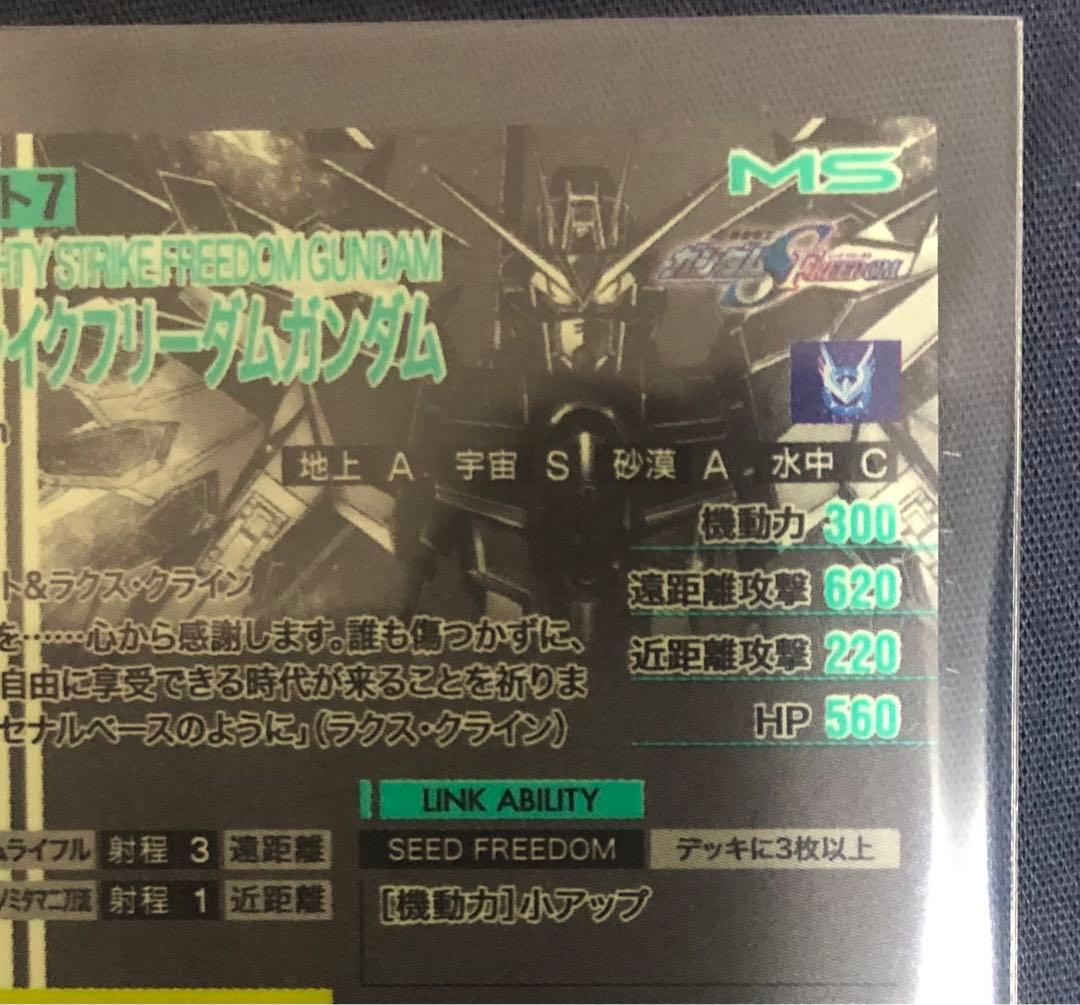 MS
ト7
HTY STRIKE FREEDOM GUNDAM
ガンダム SFREEDOM
イクフリーダムガンダム
地上 A 宇宙 S 砂漠 A 水中 C
機動力 300
遠距離攻撃 620
近距離攻撃 220
HP 560
ト&ラクス・クライン
を……心から感謝します。誰も傷つかずに、
自由に享受できる時代が来ることを祈りま
セナルベースのように」(ラクス・クライン)
LINK ABILITY
SEED FREEDOM デッキに3枚以上
[機動力]小アップ
ムライフル 射程 3 遠距離
射程 1 近距離